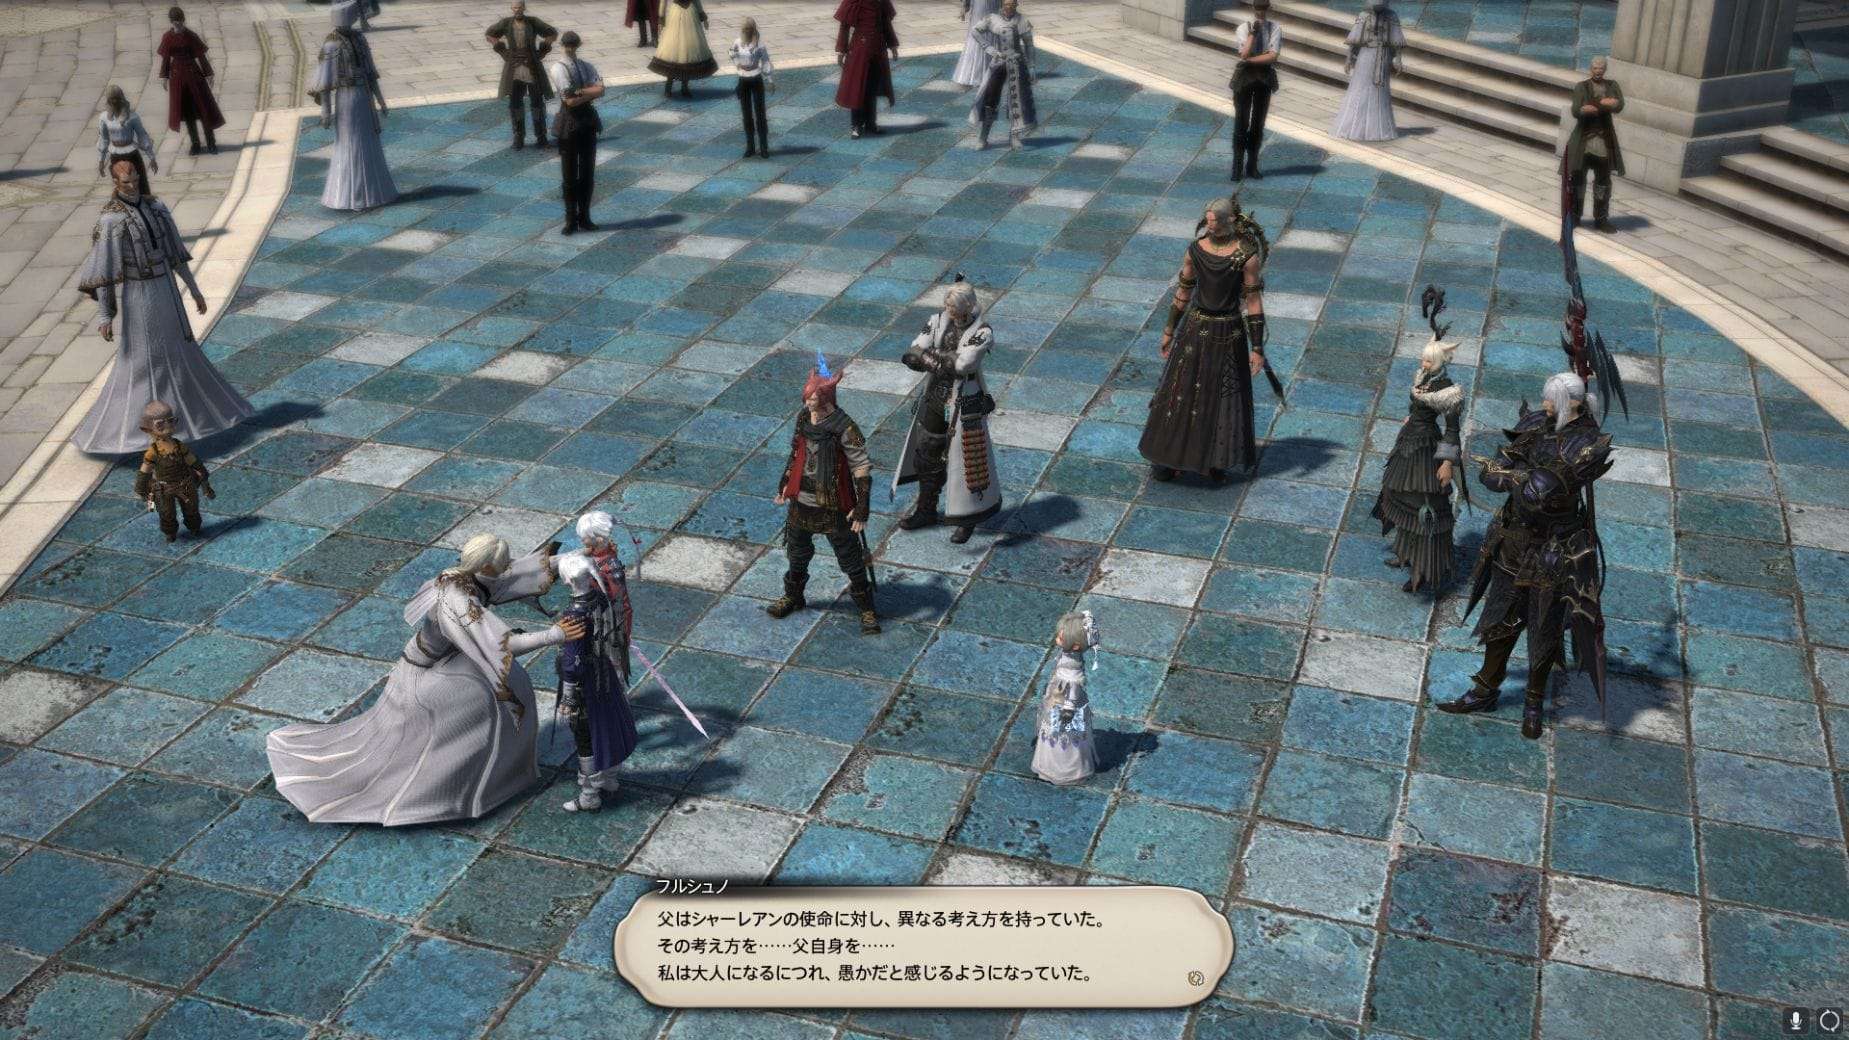 フルシュノ
父はシャーレアンの使命に対し、異なる考え方を持っていた。
その考え方を……父自身を……
私は大人になるにつれ、愚かだと感じるようになっていた。